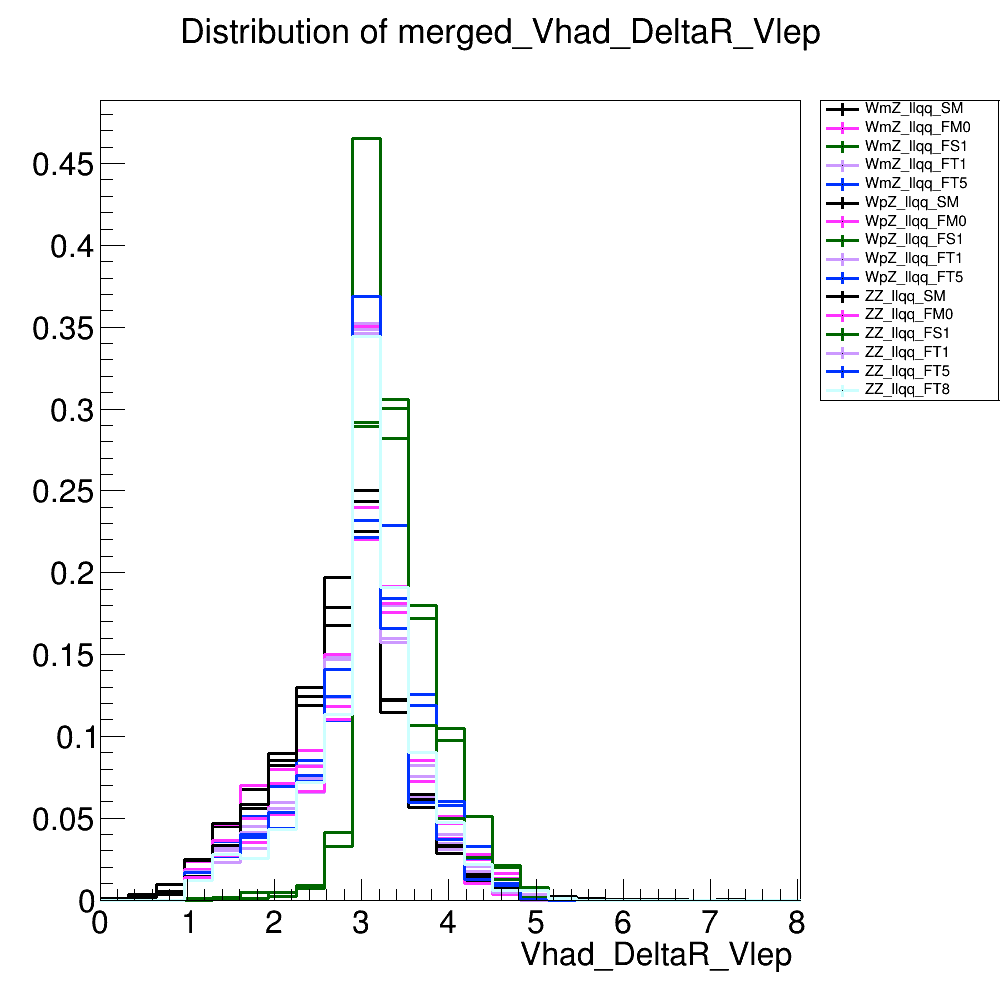 Distribution of merged_Vhad_DeltaR_Vlep
WmZ_llqq_SM
WmZ_llqq_FM0
WmZ_llqq_FS1
WmZ_llqq_FT1
WmZ_llqq_FT5
WpZ_llqq_SM
WpZ_llqq_FM0
WpZ_llqq_FS1
WpZ_llqq_FT1
WpZ_llqq_FT5
ZZ_llqq_SM
ZZ_llqq_FM0
ZZ_llqq_FS1
ZZ_llqq_FT1
ZZ_llqq_FT5
ZZ_llqq_FT8
0.45
0.4
0.35
0.3
0.25
0.2
0.15
0.1
0.05
0
0 1 2 3 4 5 6 7 8
Vhad_DeltaR_Vlep